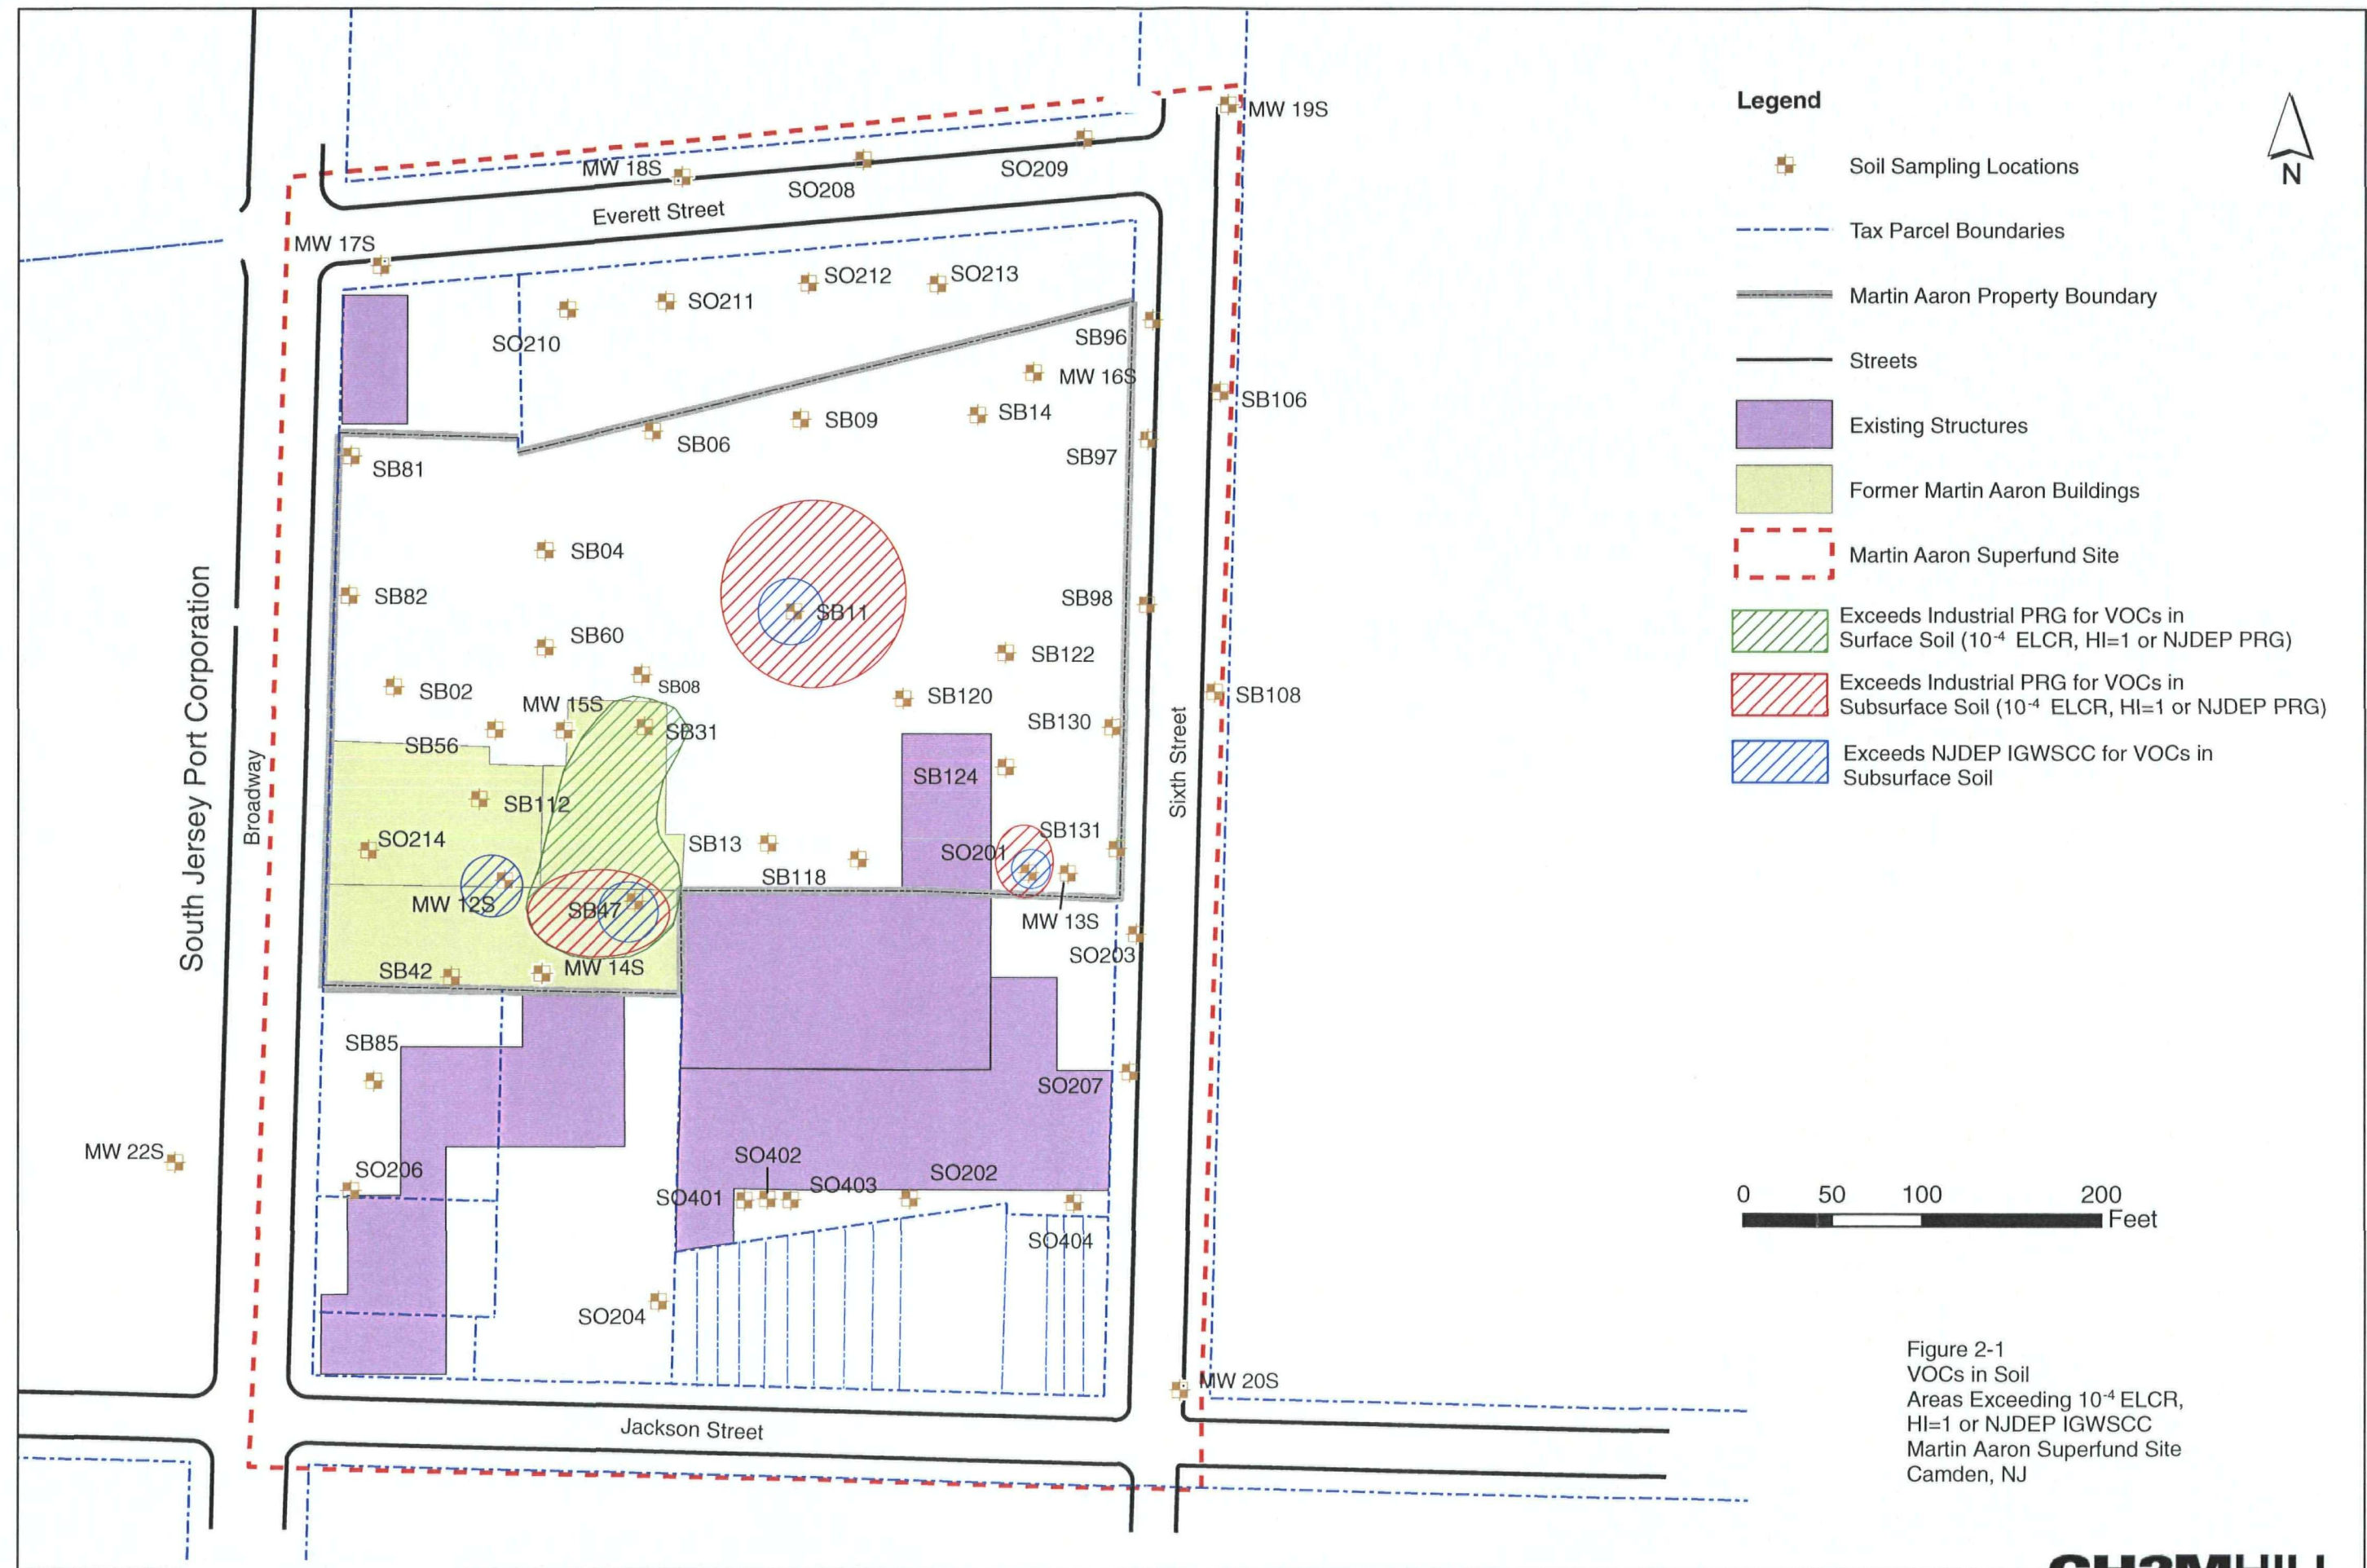 MW 19S
MW 18S
SO208
SO209
Everett Street
MW 17S
SO212
SO213
SO211
SO210
SB96
MW 16S
SB106
SB14
SB09
SB06
SB97
SB81
SB04
SB82
SB98
SB11
SB60
SB122
SB08
SB02
SB120
SB108
MW 15S
SB130
SB31
SB56
SB124
SB112
SB131
SO214
SB13
SO201
SB118
MW 12S
SB47
MW 13S
SO203
SB42
MW 14S
SB85
SO207
MW 22S
SO402
SO206
SO202
SO403
SO401
SO404
SO204
MW 20S
Jackson Street
South Jersey Port Corporation
Broadway
Sixth Street
Legend
N
Soil Sampling Locations
Tax Parcel Boundaries
Martin Aaron Property Boundary
Streets
Existing Structures
Former Martin Aaron Buildings
Martin Aaron Superfund Site
Exceeds Industrial PRG for VOCs in
Surface Soil (10⁻⁴ ELCR, HI=1 or NJDEP PRG)
Exceeds Industrial PRG for VOCs in
Subsurface Soil (10⁻⁴ ELCR, HI=1 or NJDEP PRG)
Exceeds NJDEP IGWSCC for VOCs in
Subsurface Soil
0 50 100 200
Feet
Figure 2-1
VOCs in Soil
Areas Exceeding 10⁻⁴ ELCR,
HI=1 or NJDEP IGWSCC
Martin Aaron Superfund Site
Camden, NJ
CH2MHILL